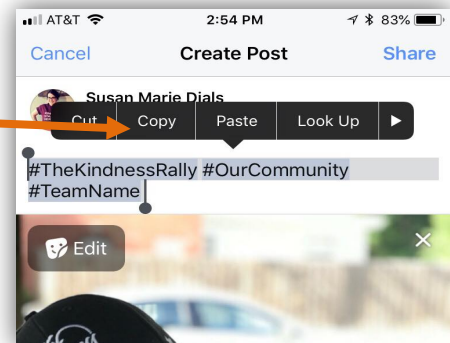 AT&T 2:54 PM 83%
Cancel Create Post Share
Susan Marie Dials
Cut Copy Paste Look Up
#TheKindnessRally #OurCommunity
#TeamName
Edit